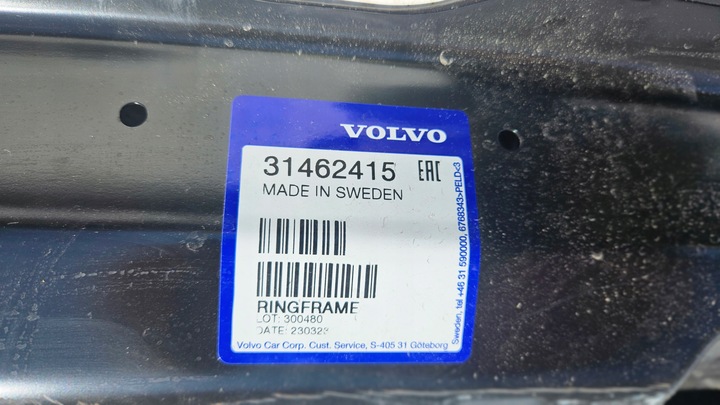 VOLVO
31462415 EAC
MADE IN SWEDEN
RINGFRAME
LOT: 300480
DATE: 230323
Volvo Car Corp. Cust. Service, S-405 31 Göteborg
Sweden, tel +46 31 590000, 6768343>PELD<3